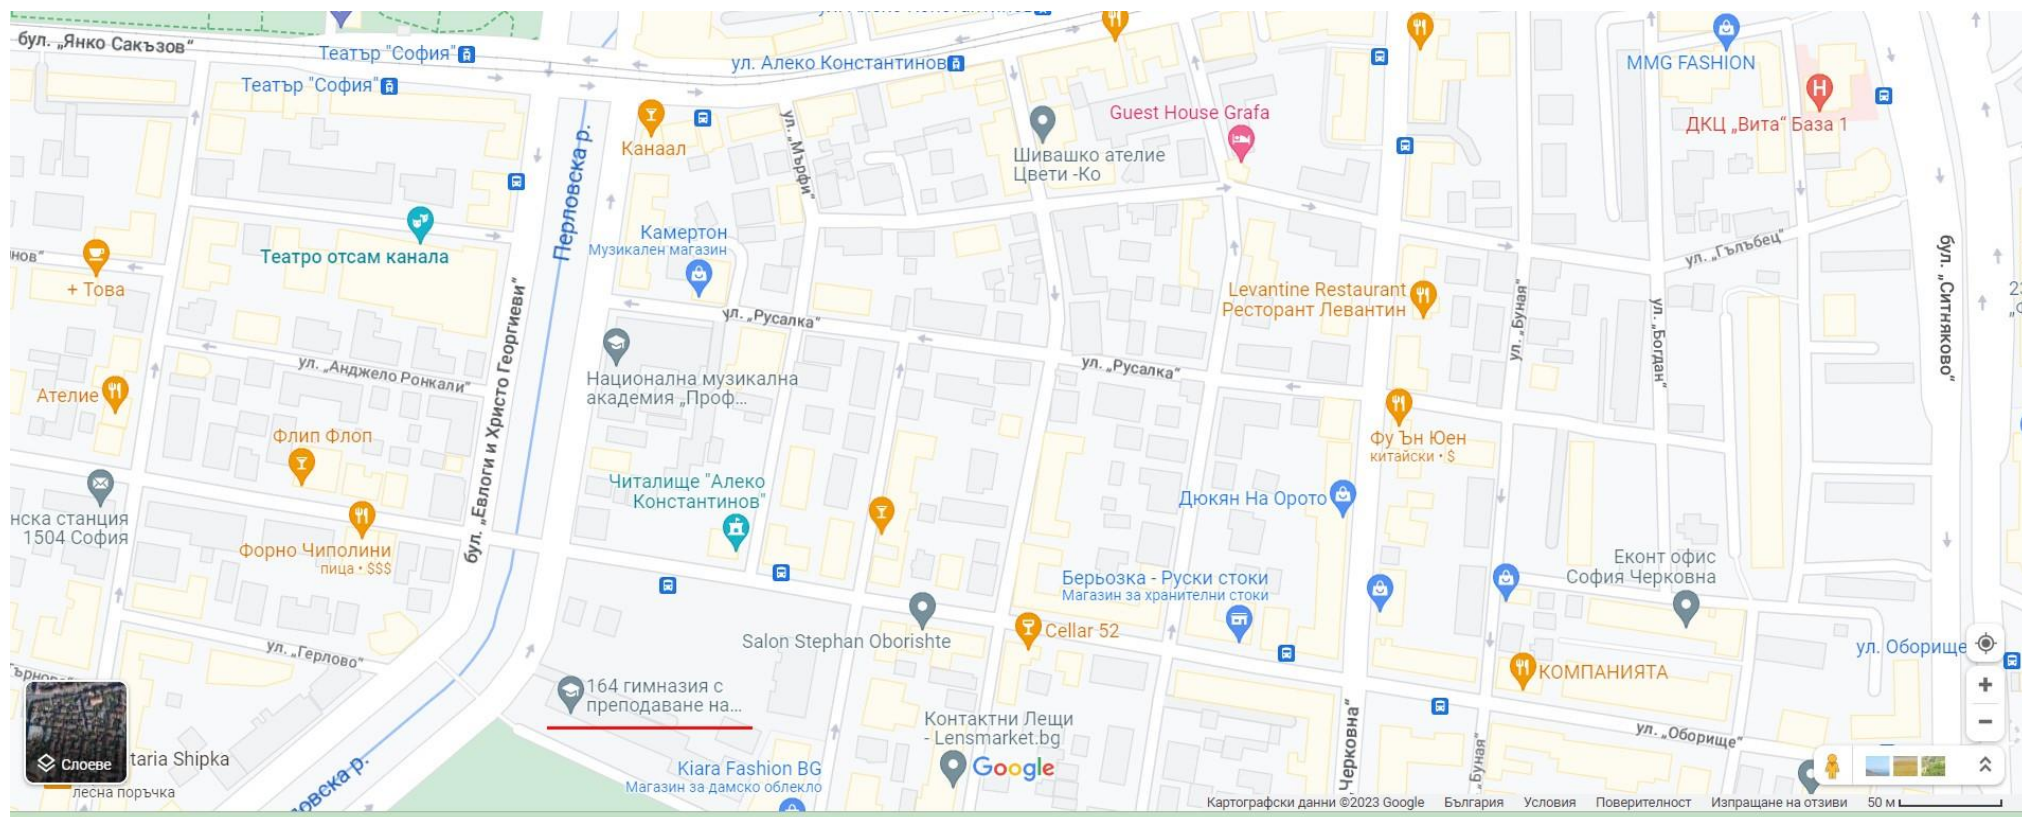 бул. „Янко Сакъзов“
Театър "София"
Театър "София"
ул. Алеко Константинов
ул. Алеко Константинов
MMG FASHION
ДКЦ „Вита“ База 1
Канаал
Перловска р.
ул. „Мърфи“
Шивашко ателие
Цвети -Ко
Guest House Grafa
Камертон
Музикален магазин
Театро отсам канала
нов“
+ Това
Levantine Restaurant
Ресторант Левантин
ул. „Гълъбец“
бул. „Ситняково“
ул. „Русалка“
ул. „Буная“
ул. „Богдан“
бул. „Евлоги и Христо Георгиеви“
ул. „Анджело Ронкали“
Национална музикална
академия „Проф...
ул. „Русалка“
Ателие
Флип Флоп
Фу Ън Юен
китайски • $
Читалище "Алеко
Константинов"
Дюкян На Орото
нска станция
1504 София
Форно Чиполини
пица • $$$
Еконт офис
София Черковна
Берьозка - Руски стоки
Магазин за хранителни стоки
Salon Stephan Oborishte
Cellar 52
ул. „Герлово“
ул. Оборище
164 гимназия с
преподаване на...
КОМПАНИЯТА
Контактни Лещи
- Lensmarket.bg
Черковна“
„Буная“
ул. „Оборище“
Слоеве
taria Shipka
лесна поръчка
овска р.
Kiara Fashion BG
Магазин за дамско облекло
Google
Картографски данни ©2023 Google България Условия Поверителност Изпращане на отзиви 50 м